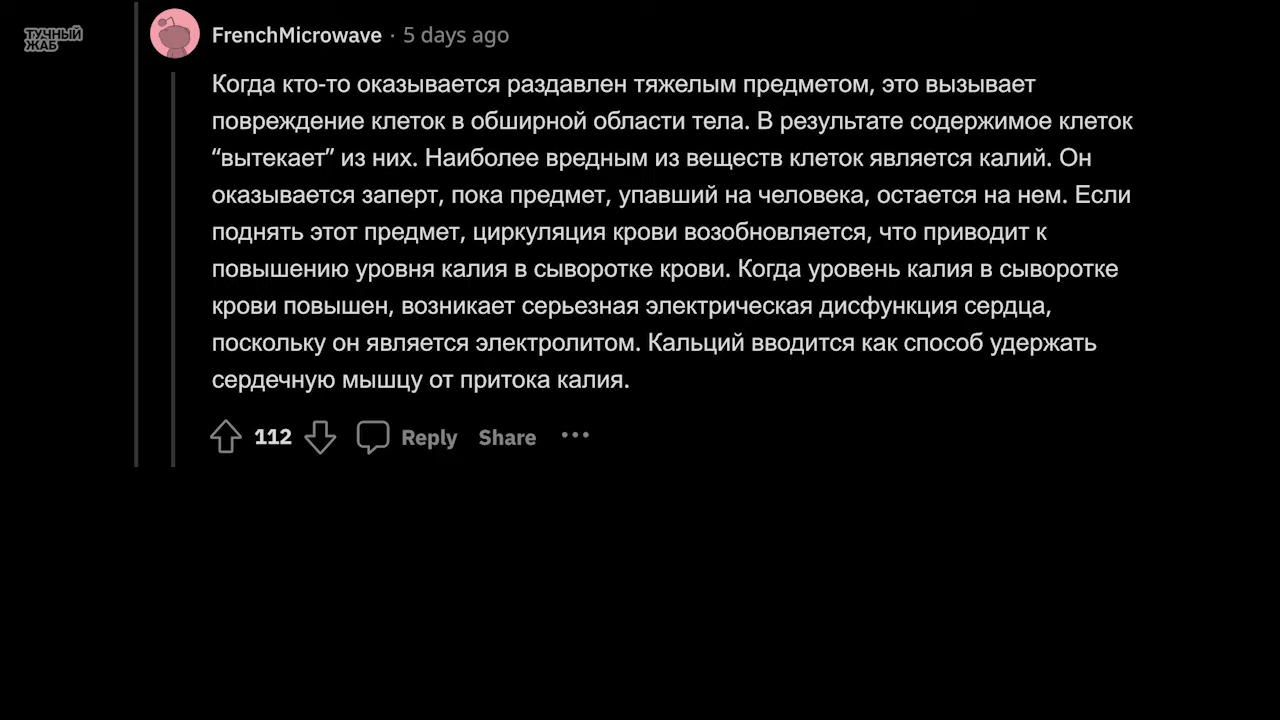 ТУЧНЫЙ
ЖАБ
FrenchMicrowave · 5 days ago
Когда кто-то оказывается раздавлен тяжелым предметом, это вызывает
повреждение клеток в обширной области тела. В результате содержимое клеток
“вытекает” из них. Наиболее вредным из веществ клеток является калий. Он
оказывается заперт, пока предмет, упавший на человека, остается на нем. Если
поднять этот предмет, циркуляция крови возобновляется, что приводит к
повышению уровня калия в сыворотке крови. Когда уровень калия в сыворотке
крови повышен, возникает серьезная электрическая дисфункция сердца,
поскольку он является электролитом. Кальций вводится как способ удержать
сердечную мышцу от притока калия.
112 Reply Share ···